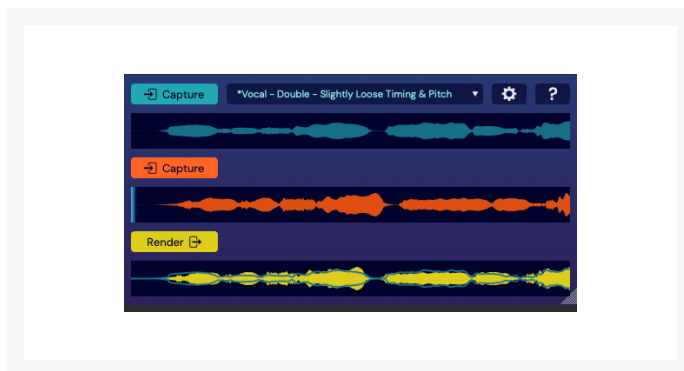 Capture
*Vocal - Double - Slightly Loose Timing & Pitch
?
Capture
Render